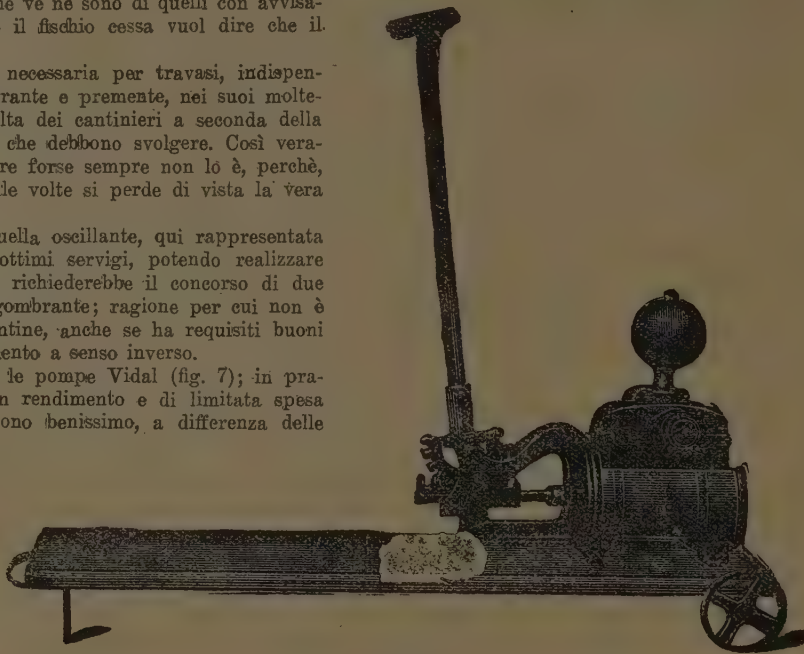 ne ve ne sono di quelli con avvisa-
il fischio cessa vuol dire che il
necessaria per travasi, indispen-
rante e premente, nei suoi molte-
lta dei cantinieri a seconda della
che debbono svolgere. Così vera-
re forse sempre non lo è, perchè,
le volte si perde di vista la vera
uella oscillante, qui rappresentata
ottimi servigi, potendo realizzare
richiederebbe il concorso di due
gombrante; ragione per cui non è
ntine, anche se ha requisiti buoni
ento a senso inverso.
le pompe Vidal (fig. 7); in pra-
n rendimento e di limitata spesa
ono benissimo, a differenza delle